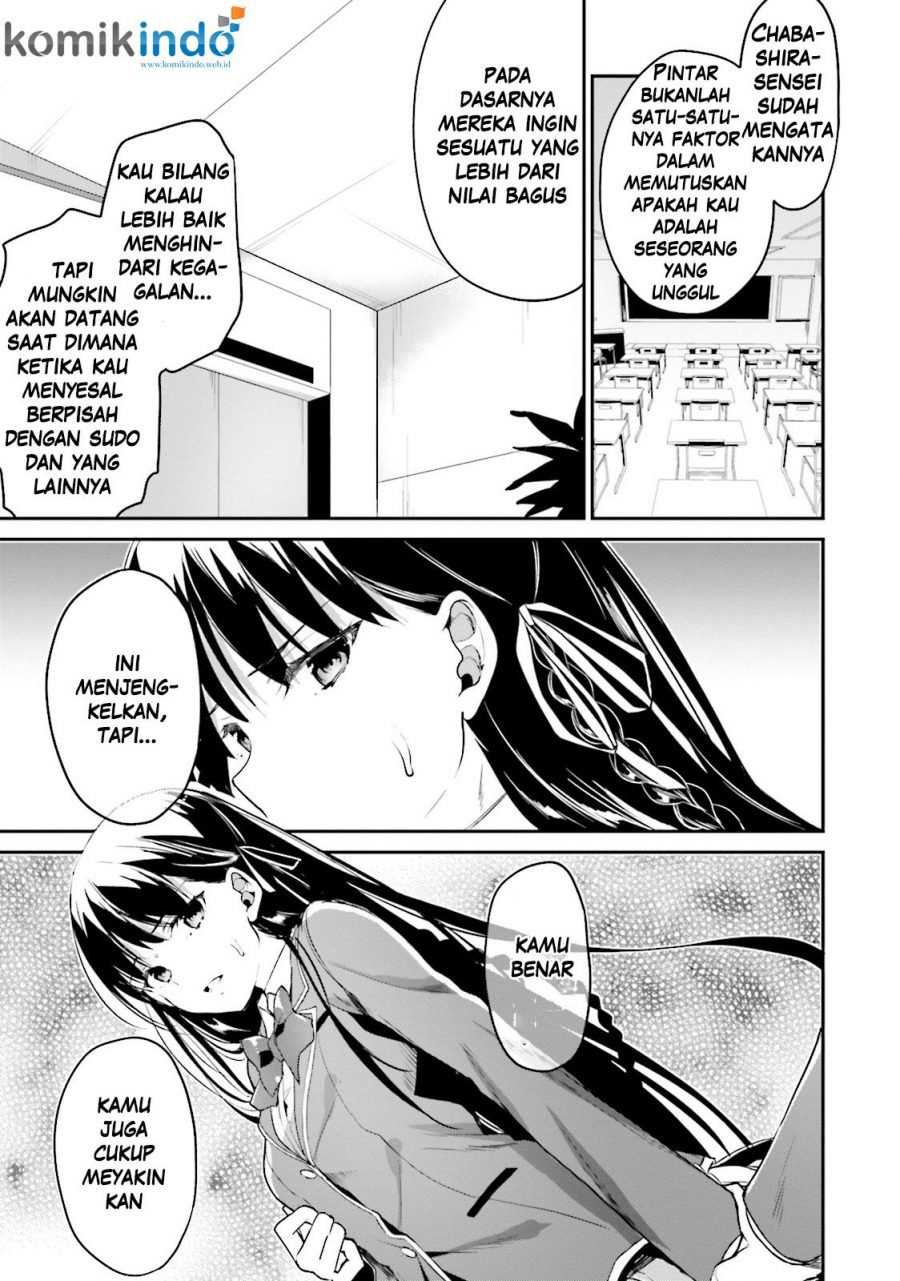 komikindo
www.komikindo.web.id
CHABA-
SHIRA-
SENSEI
SUDAH
MENGATA
KANNYA
PINTAR
BUKANLAH
SATU-SATU-
NYA FAKTOR
DALAM
MEMUTUSKAN
APAKAH KAU
ADALAH
SESEORANG
YANG
UNGGUL
PADA
DASARNYA
MEREKA INGIN
SESUATU YANG
LEBIH DARI
NILAI BAGUS
KAU BILANG
KALAU
LEBIH BAIK
MENGHIN-
DARI KEGA-
GALAN...
TAPI
MUNGKIN
AKAN DATANG
SAAT DIMANA
KETIKA KAU
MENYESAL
BERPISAH
DENGAN SUDO
DAN YANG
LAINNYA
INI
MENJENG-
KELKAN,
TAPI...
KAMU
BENAR
KAMU
JUGA
CUKUP
MEYAKIN
KAN